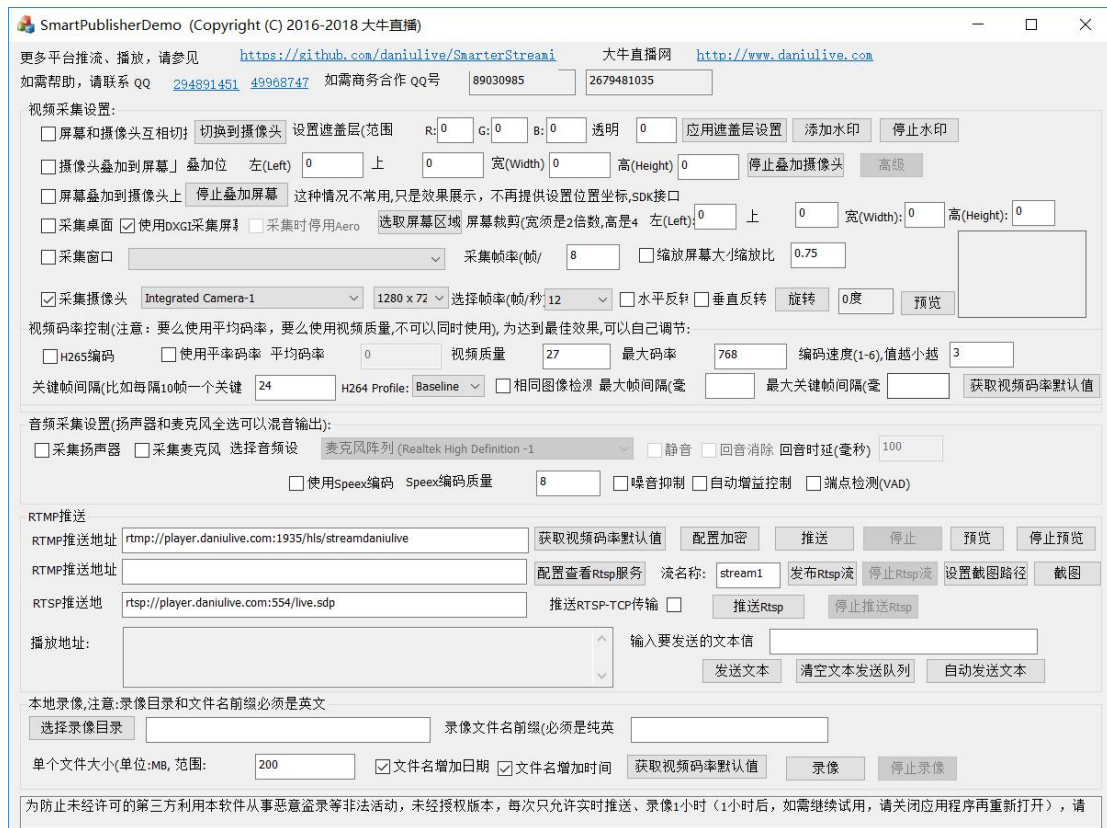 SmartPublisherDemo (Copyright (C) 2016-2018 大牛直播)
更多平台推流、播放，请参见 https://github.com/daniulive/SmarterStreami 大牛直播网 http://www.daniulive.com
如需帮助，请联系 QQ 294891451 49968747 如需商务合作 QQ号 89030985 2679481035
视频采集设置:
屏幕和摄像头互相切换 切换到摄像头 设置遮盖层(范围 R: 0 G: 0 B: 0 透明 0 应用遮盖层设置 添加水印 停止水印
摄像头叠加到屏幕上 叠加位 左(Left) 0 上 0 宽(Width) 0 高(Height) 0 停止叠加摄像头 高级
屏幕叠加到摄像头上 停止叠加屏幕 这种情况不常用,只是效果展示，不再提供设置位置坐标,SDK接口
采集桌面 使用DXGI采集屏幕 采集时停用Aero 选取屏幕区域 屏幕裁剪(宽须是2倍数,高是4 左(Left): 0 上 0 宽(Width): 0 高(Height): 0
采集窗口 采集帧率(帧/ 8 缩放屏幕大小 缩放比 0.75
采集摄像头 Integrated Camera-1 1280 x 72 选择帧率(帧/秒 12 水平反转 垂直反转 旋转 0度 预览
视频码率控制(注意：要么使用平均码率，要么使用视频质量,不可以同时使用), 为达到最佳效果,可以自己调节:
H265编码 使用平率码率 平均码率 0 视频质量 27 最大码率 768 编码速度(1-6),值越小越 3
关键帧间隔(比如每隔10帧一个关键 24 H264 Profile: Baseline 相同图像检测 最大帧间隔(毫 最大关键帧间隔(毫 获取视频码率默认值
音频采集设置(扬声器和麦克风全选可以混音输出):
采集扬声器 采集麦克风 选择音频设 麦克风阵列 (Realtek High Definition -1 静音 回音消除 回音时延(毫秒) 100
使用Speex编码 Speex编码质量 8 噪音抑制 自动增益控制 端点检测(VAD)
RTMP推送
RTMP推送地址 rtmp://player.daniulive.com:1935/hls/streamdaniulive 获取视频码率默认值 配置加密 推送 停止 预览 停止预览
RTMP推送地址 配置查看Rtsp服务 流名称: stream1 发布Rtsp流 停止Rtsp流 设置截图路径 截图
RTSP推送地 rtsp://player.daniulive.com:554/live.sdp 推送RTSP-TCP传输 推送Rtsp 停止推送Rtsp
播放地址: 输入要发送的文本信
发送文本 清空文本发送队列 自动发送文本
本地录像,注意:录像目录和文件名前缀必须是英文
选择录像目录 录像文件名前缀(必须是纯英
单个文件大小(单位:MB, 范围: 200 文件名增加日期 文件名增加时间 获取视频码率默认值 录像 停止录像
为防止未经许可的第三方利用本软件从事恶意盗录等非法活动，未经授权版本，每次只允许实时推送、录像1小时（1小时后，如需继续试用，请关闭应用程序再重新打开），请